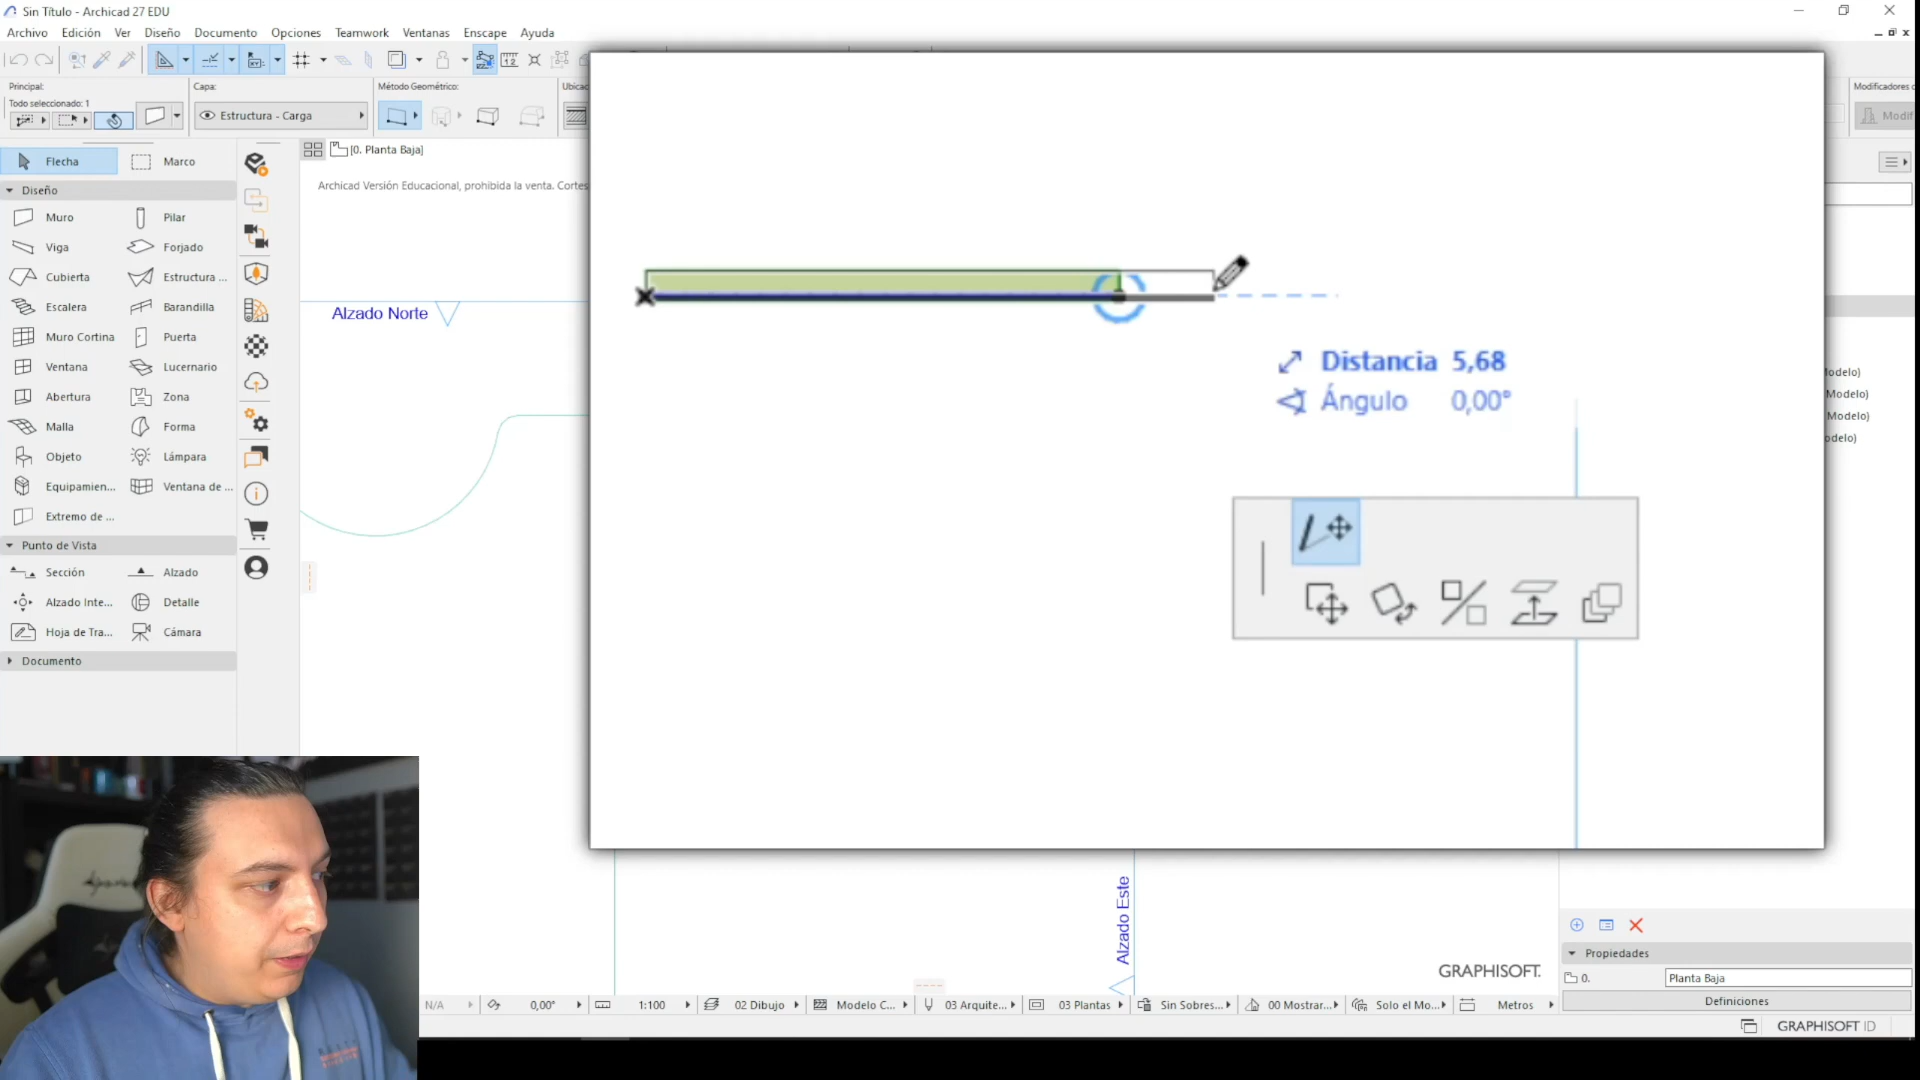 Sin Título - Archicad 27 EDU
Archivo Edición Ver Diseño Documento Opciones Teamwork Ventanas Enscape Ayuda
Principal: Capa: Método Geométrico: Modificadores
Todo seleccionado: 1
Estructura - Carga
Flecha Marco
[0. Planta Baja]
Diseño
Archicad Versión Educacional, prohibida la venta.
Muro Pilar
Viga Forjado
Cubierta Estructura ...
Escalera Barandilla
Alzado Norte
Muro Cortina Puerta
Ventana Lucernario
Distancia 5,68
Ángulo 0,00°
Abertura Zona
Malla Forma
Objeto Lámpara
Equipamien... Ventana de ...
Extremo de ...
Punto de Vista
Sección Alzado
Alzado Inte... Detalle
Hoja de Tra... Cámara
Documento
Alzado Este
Propiedades
GRAPHISOFT.
0. Planta Baja
N/A 0,00° 1:100 02 Dibujo Modelo C... 03 Arquite... 03 Plantas Sin Sobres... 00 Mostrar... Solo el Mo... Metros
Definiciones
GRAPHISOFT ID